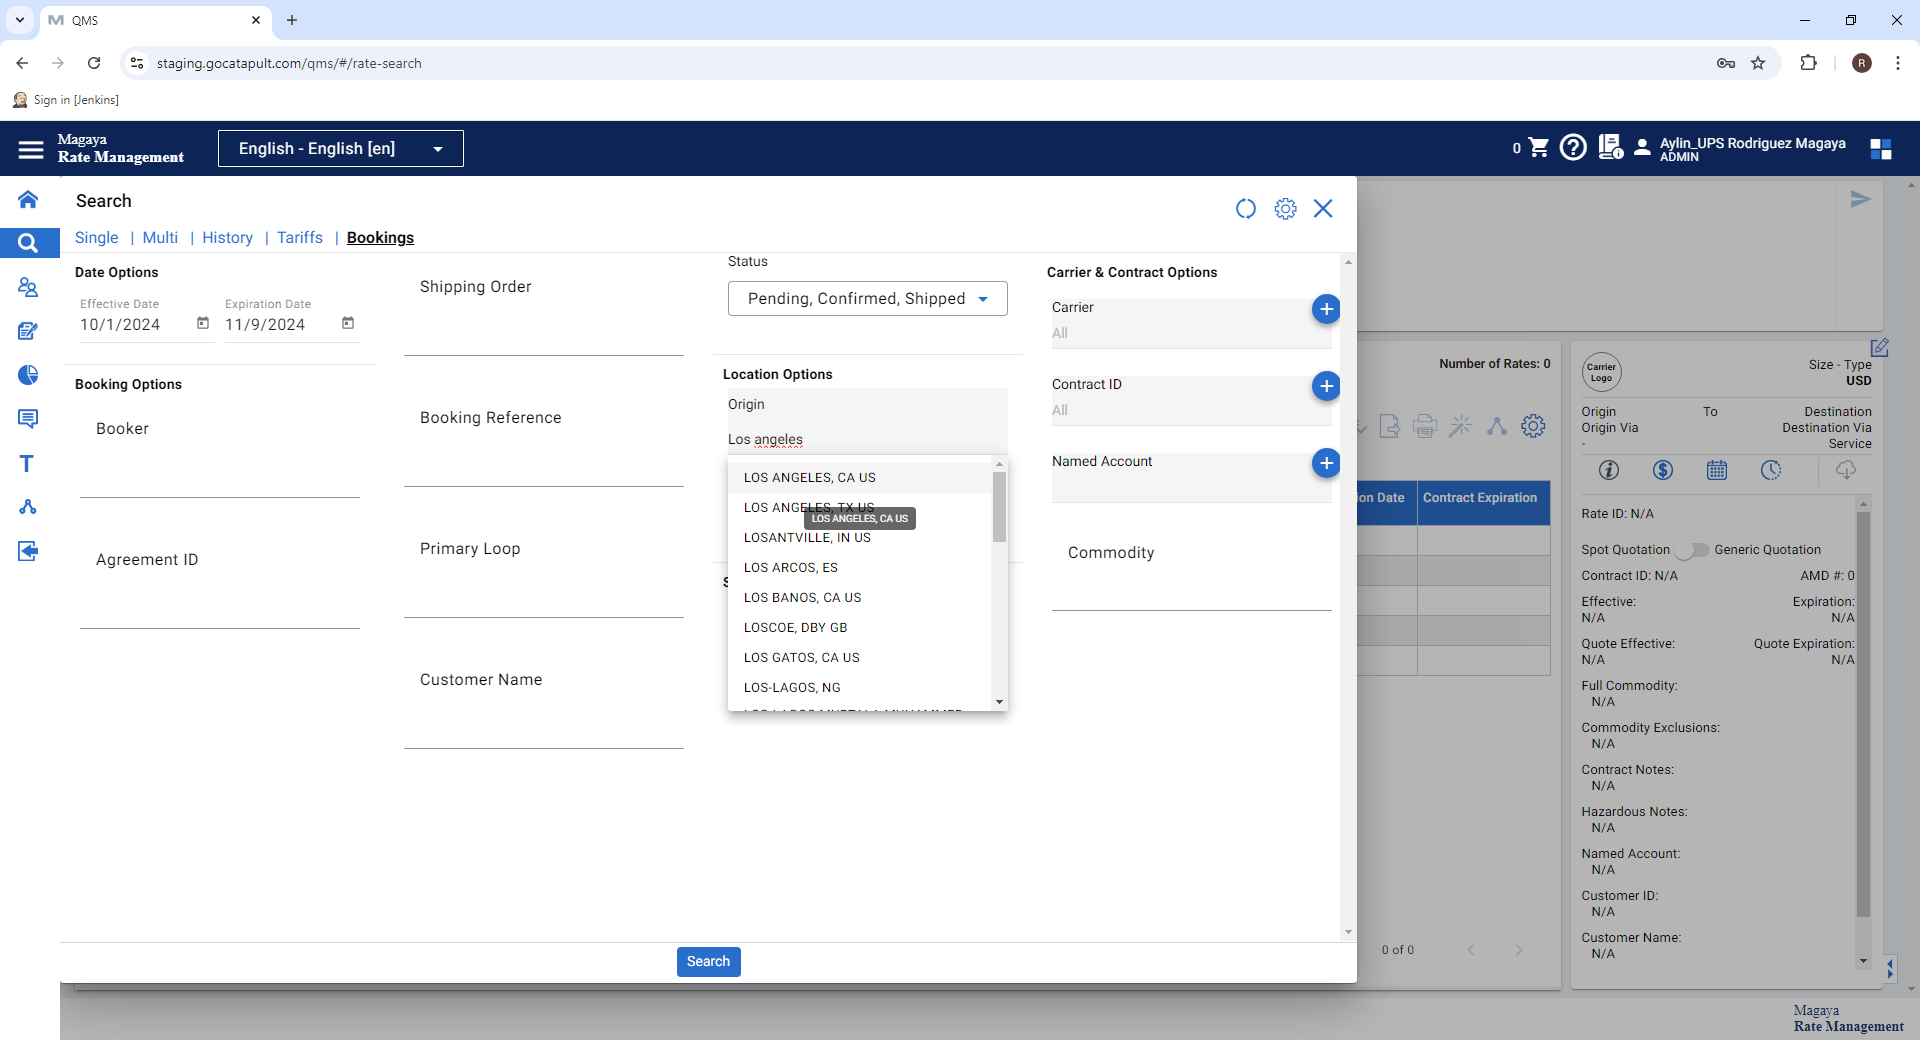 QMS
staging.gocatapult.com/qms/#/rate-search
R
Sign in [Jenkins]
Magaya
Rate Management
English - English [en]
0
Aylin_UPS Rodriguez Magaya
ADMIN
Search
Single | Multi | History | Tariffs | Bookings
Date Options
Effective Date
10/1/2024
Expiration Date
11/9/2024
Booking Options
Booker
Agreement ID
Shipping Order
Booking Reference
Primary Loop
Customer Name
Status
Pending, Confirmed, Shipped
Location Options
Origin
Los angeles
LOS ANGELES, CA US
LOS ANGELES, TX US
LOS ANGELES, CA US
LOSANTVILLE, IN US
LOS ARCOS, ES
LOS BANOS, CA US
LOSCOE, DBY GB
LOS GATOS, CA US
LOS-LAGOS, NG
Carrier & Contract Options
Carrier
All
Contract ID
All
Named Account
Commodity
Search
Number of Rates: 0
ion Date
Contract Expiration
0 of 0
Carrier
Logo
Size - Type
USD
Origin To Destination
Origin Via Destination Via
- Service
Rate ID: N/A
Spot Quotation Generic Quotation
Contract ID: N/A AMD #: 0
Effective: Expiration:
N/A N/A
Quote Effective: Quote Expiration:
N/A N/A
Full Commodity:
N/A
Commodity Exclusions:
N/A
Contract Notes:
N/A
Hazardous Notes:
N/A
Named Account:
N/A
Customer ID:
N/A
Customer Name:
N/A
Magaya
Rate Management